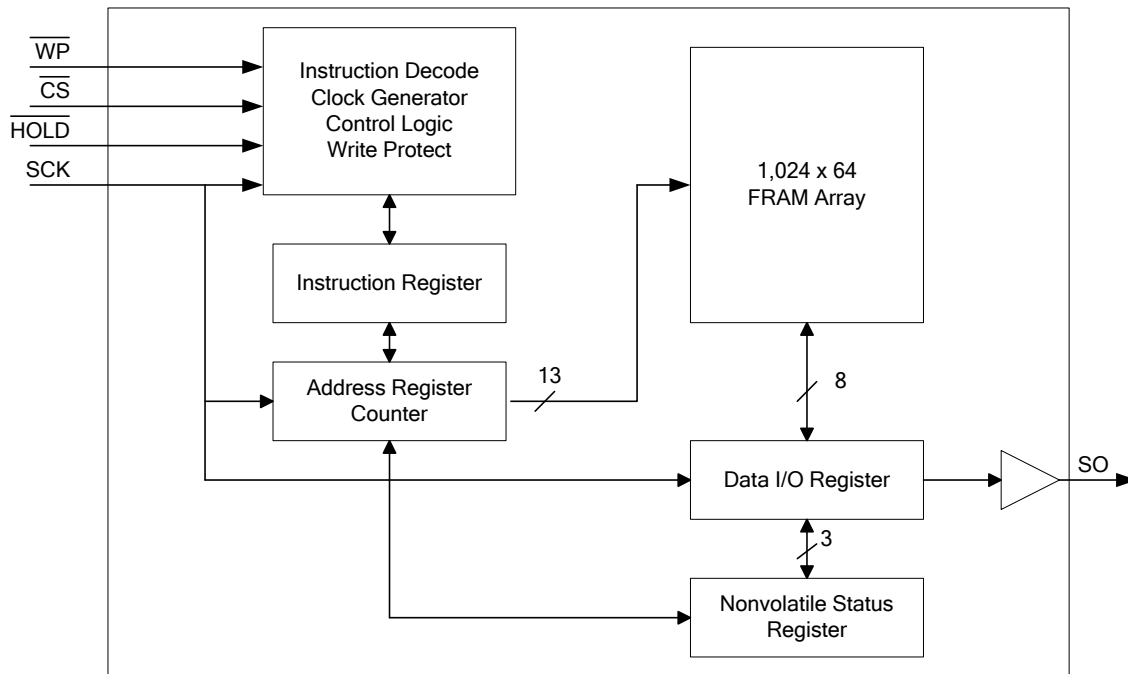 WP
CS
HOLD
SCK
Instruction Decode
Clock Generator
Control Logic
Write Protect
1,024 x 64
FRAM Array
Instruction Register
Address Register
Counter
13
8
Data I/O Register
SO
3
Nonvolatile Status
Register